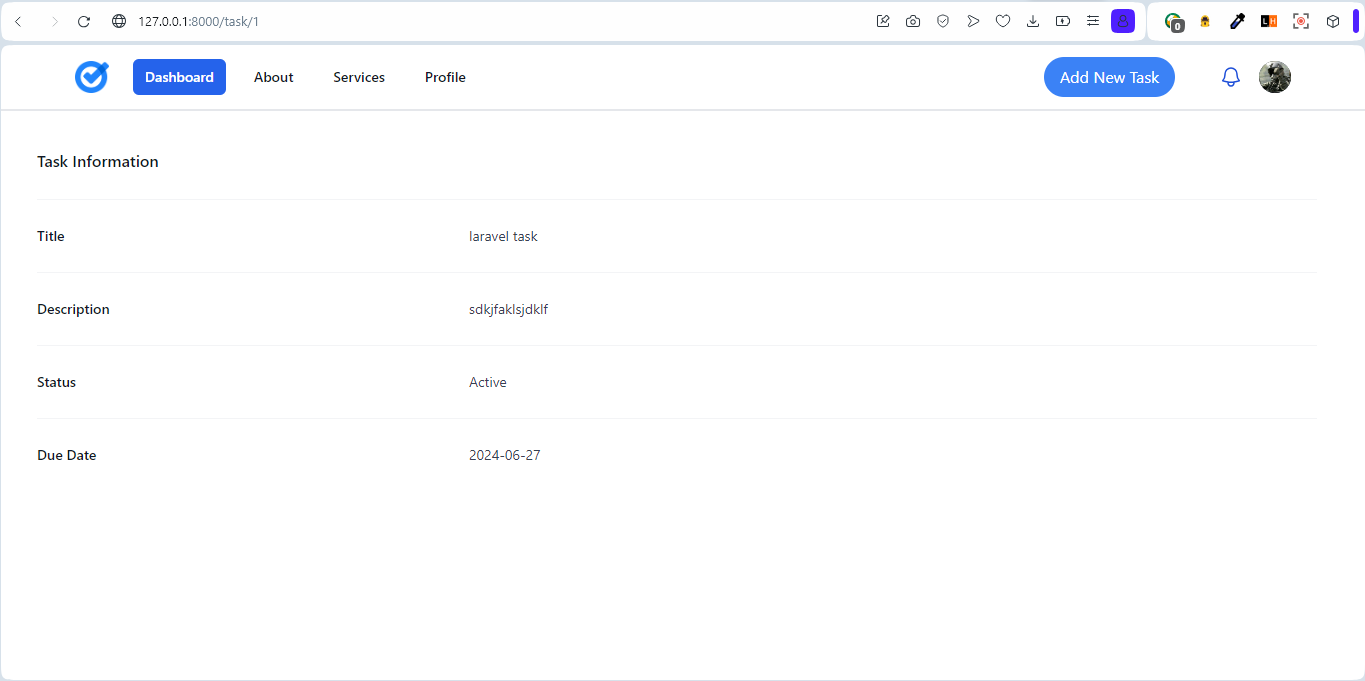 127.0.0.1:8000/task/1
0
LH
Dashboard About Services Profile Add New Task
Task Information
Title laravel task
Description sdkjfaklsjdklf
Status Active
Due Date 2024-06-27